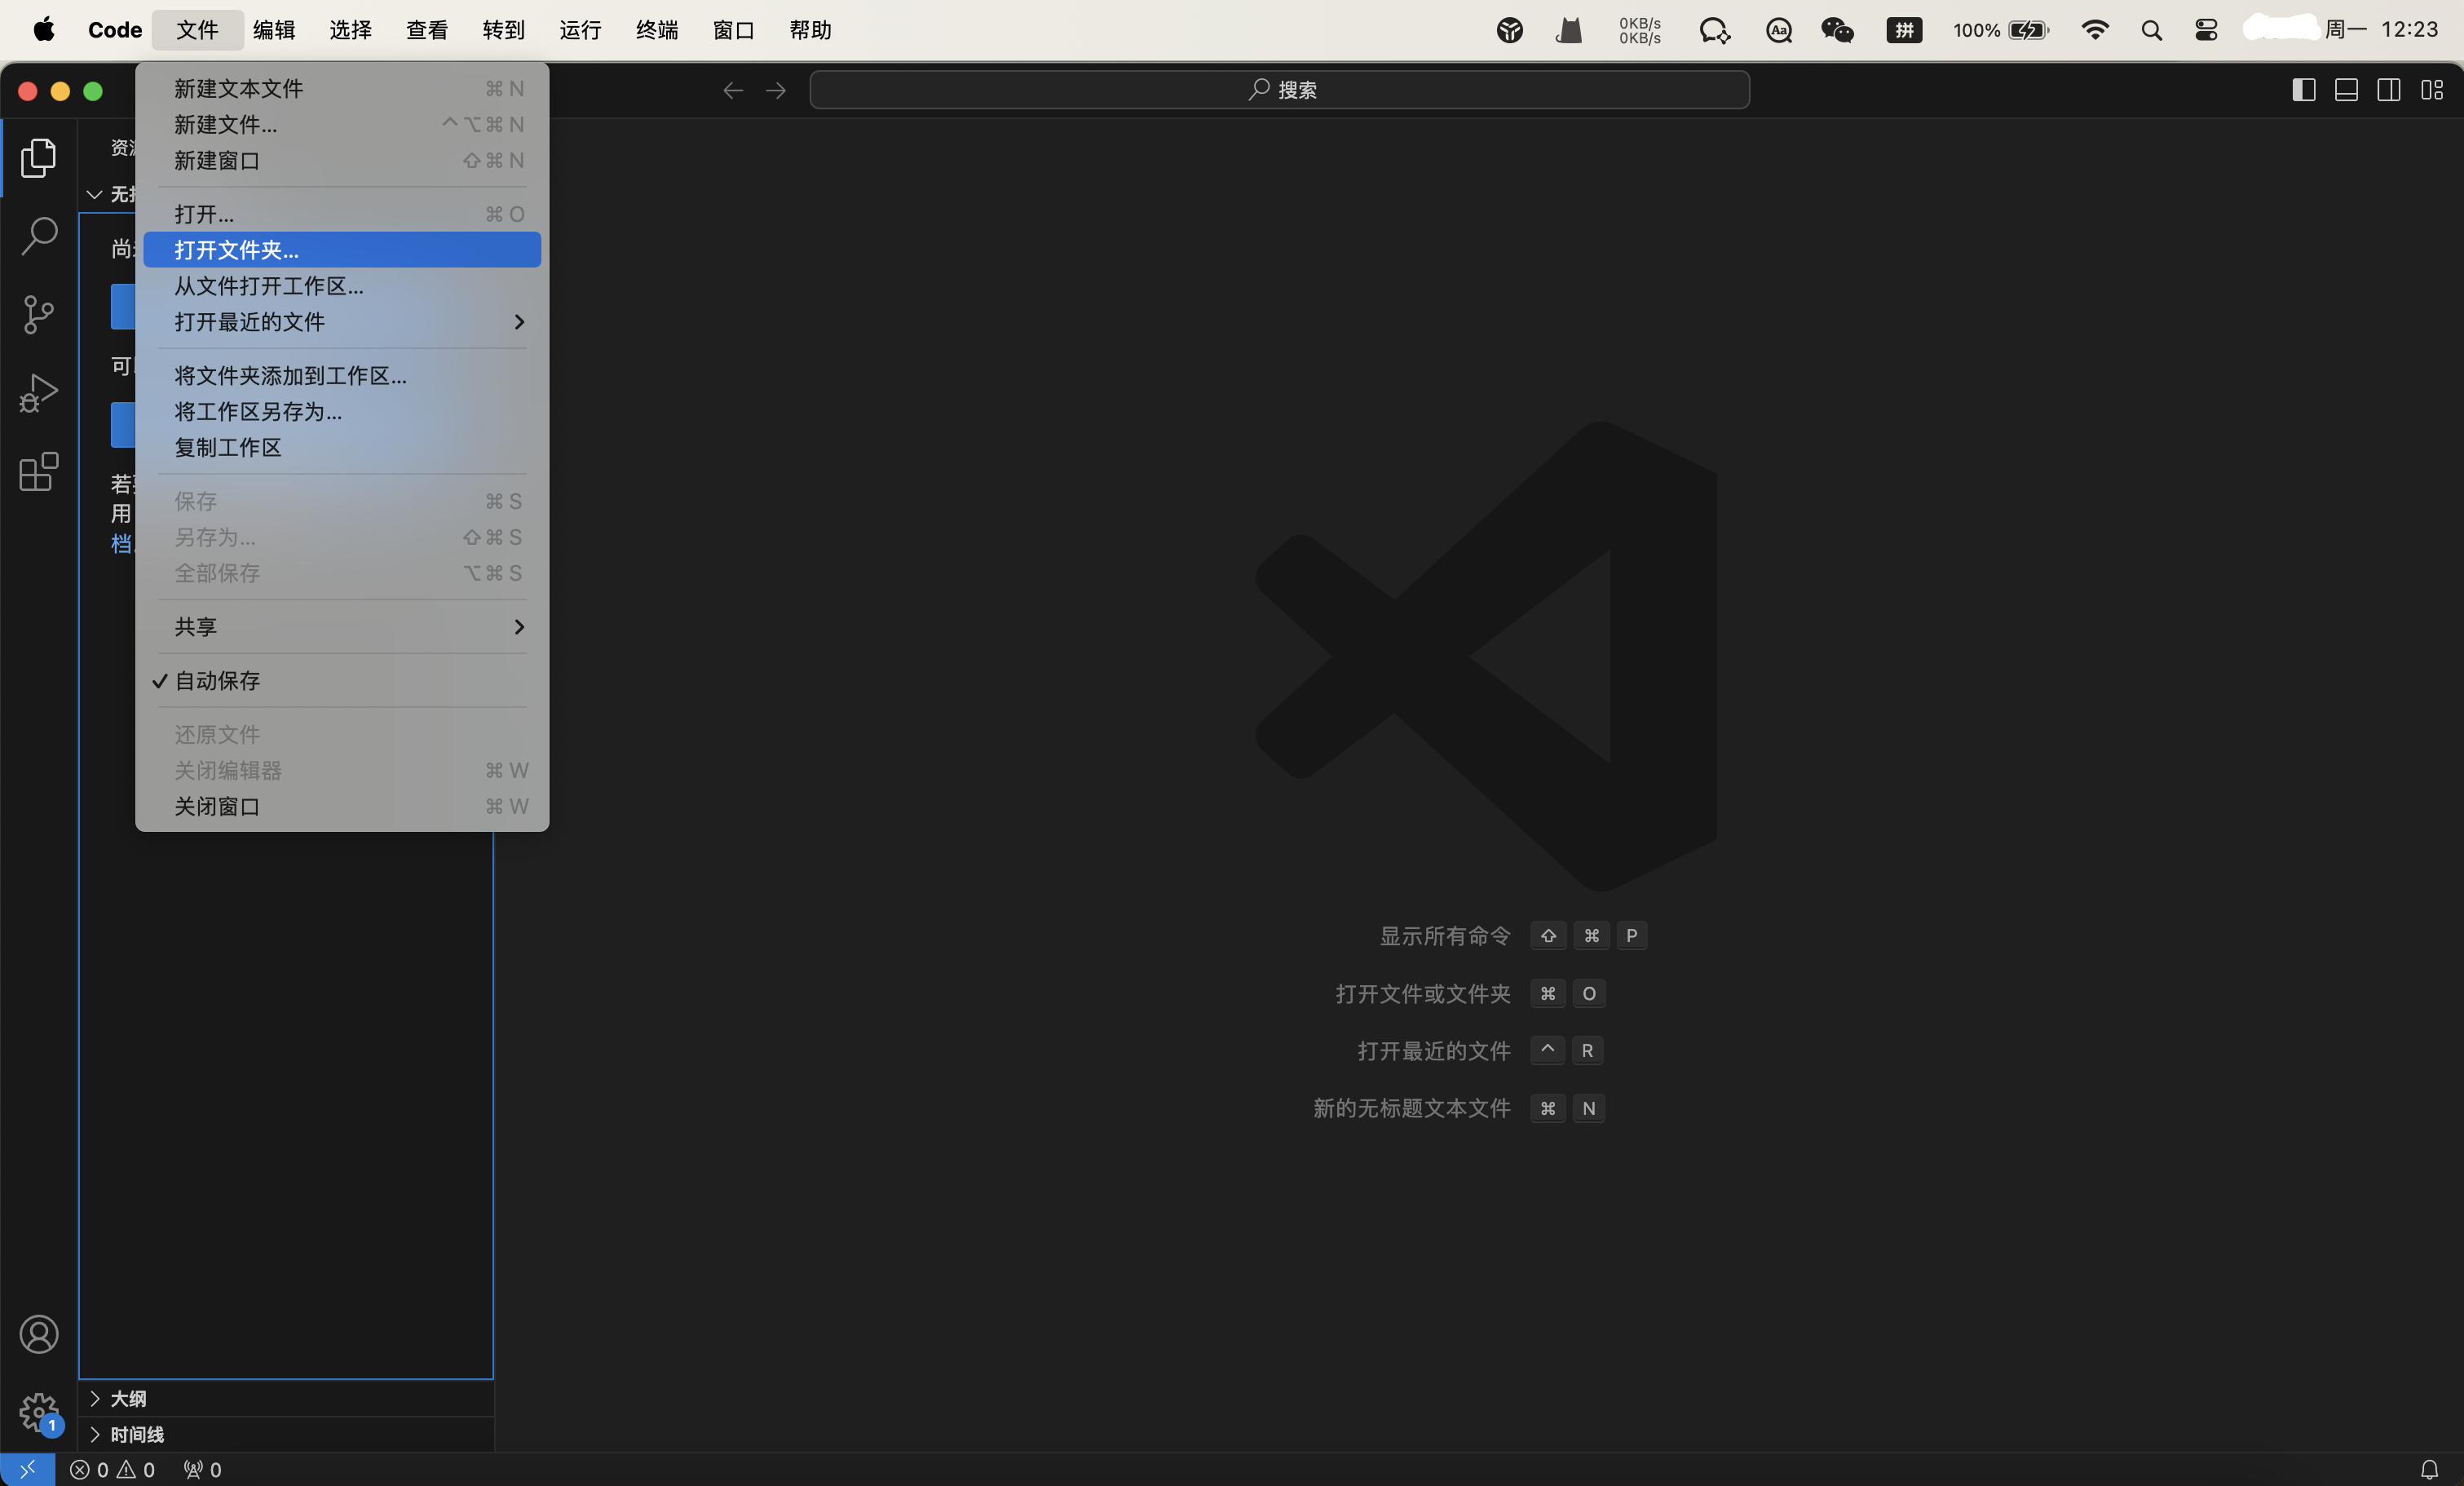 Code 文件 编辑 选择 查看 转到 运行 终端 窗口 帮助
0KB/s
0KB/s
Aa
拼
100%
周一 12:23
搜索
新建文本文件 ⌘ N
新建文件... ⌃⌥⌘ N
新建窗口 ⇧⌘ N
打开... ⌘ O
打开文件夹...
从文件打开工作区...
打开最近的文件
将文件夹添加到工作区...
将工作区另存为...
复制工作区
保存 ⌘ S
另存为... ⇧⌘ S
全部保存 ⌥⌘ S
共享
✓ 自动保存
还原文件
关闭编辑器 ⌘ W
关闭窗口 ⌘ W
无
可
用
档
显示所有命令 ⇧ ⌘ P
打开文件或文件夹 ⌘ O
打开最近的文件 ⌃ R
新的无标题文本文件 ⌘ N
1
大纲
时间线
0 0 0